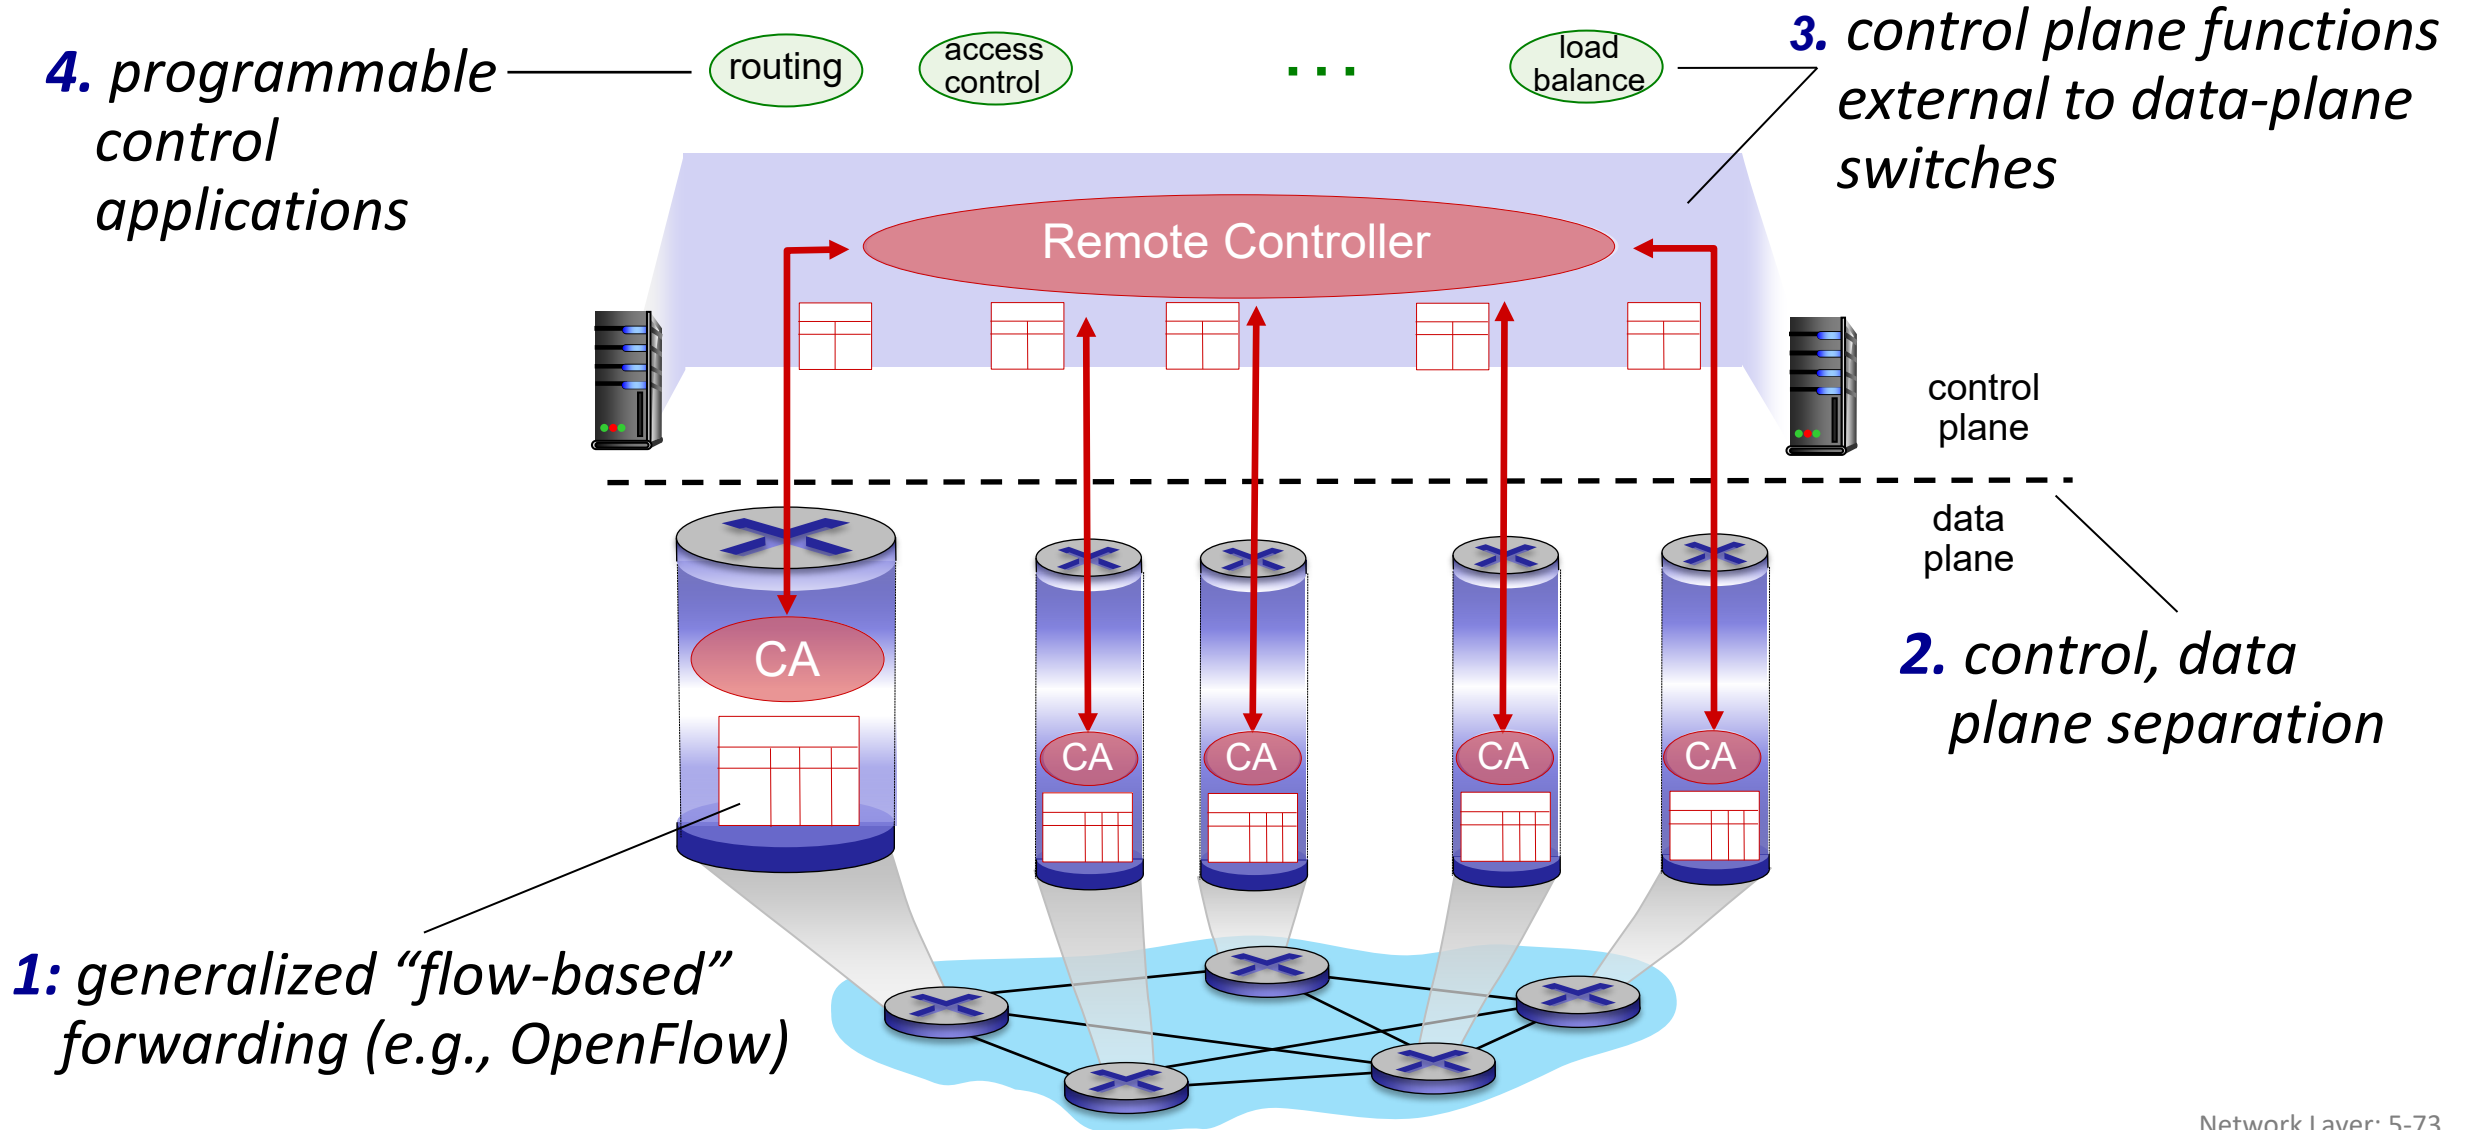 4. programmable
control
applications
routing
access
control
...
load
balance
3. control plane functions
external to data-plane
switches
Remote Controller
control
plane
data
plane
CA
CA
CA
CA
CA
2. control, data
plane separation
1: generalized “flow-based”
forwarding (e.g., OpenFlow)
Network Layer: 5-73